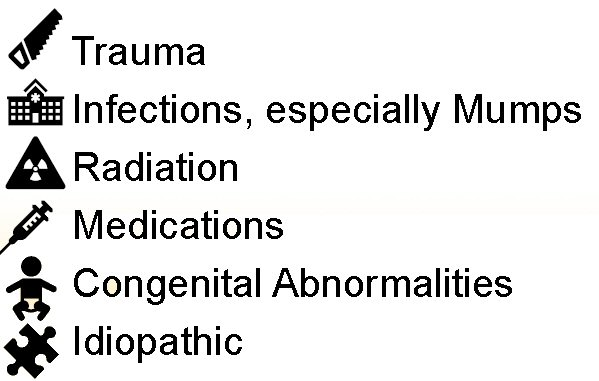 Trauma
Infections, especially Mumps
Radiation
Medications
Congenital Abnormalities
Idiopathic